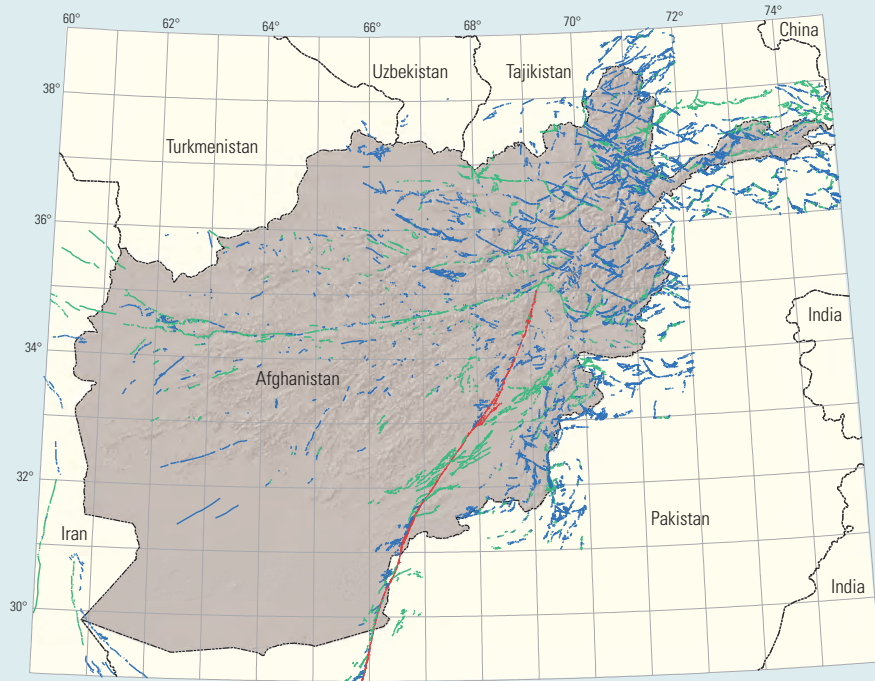 60°
62°
64°
66°
68°
70°
72°
74°
China
Uzbekistan
Tajikistan
38°
Turkmenistan
36°
India
34°
Afghanistan
32°
Pakistan
Iran
India
30°